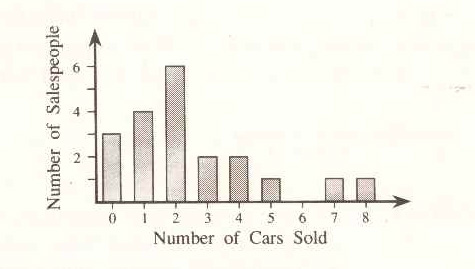 Number of Salespeople
6
4
2
0 1 2 3 4 5 6 7 8
Number of Cars Sold